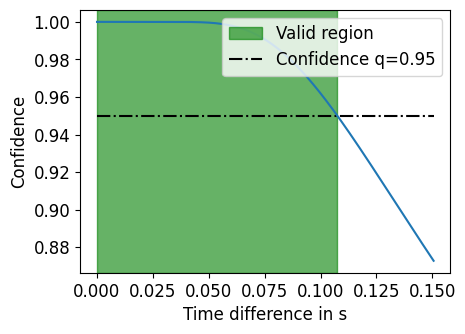 Valid region
Confidence q=0.95
Confidence
1.00
0.98
0.96
0.94
0.92
0.90
0.88
0.000 0.025 0.050 0.075 0.100 0.125 0.150
Time difference in s